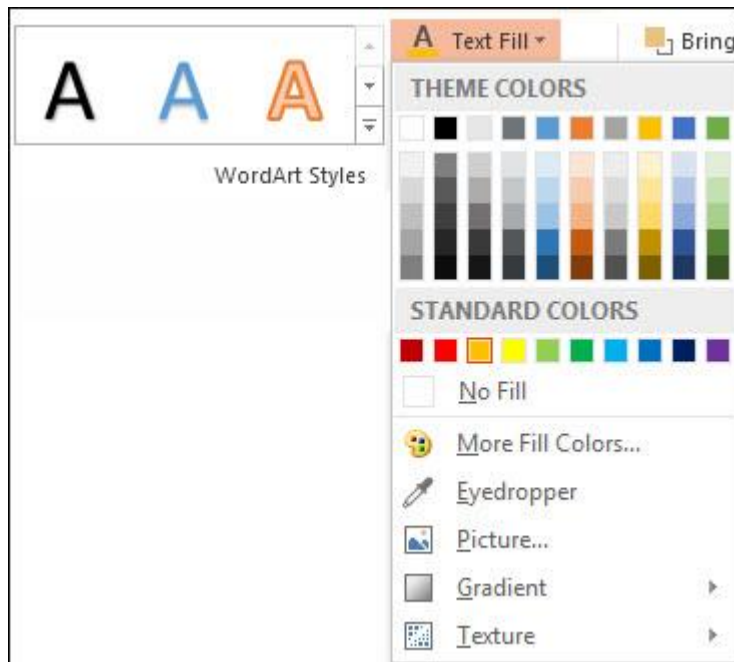 A A A
A Text Fill
Bring
WordArt Styles
THEME COLORS
STANDARD COLORS
No Fill
More Fill Colors...
Eyedropper
Picture...
Gradient
Texture